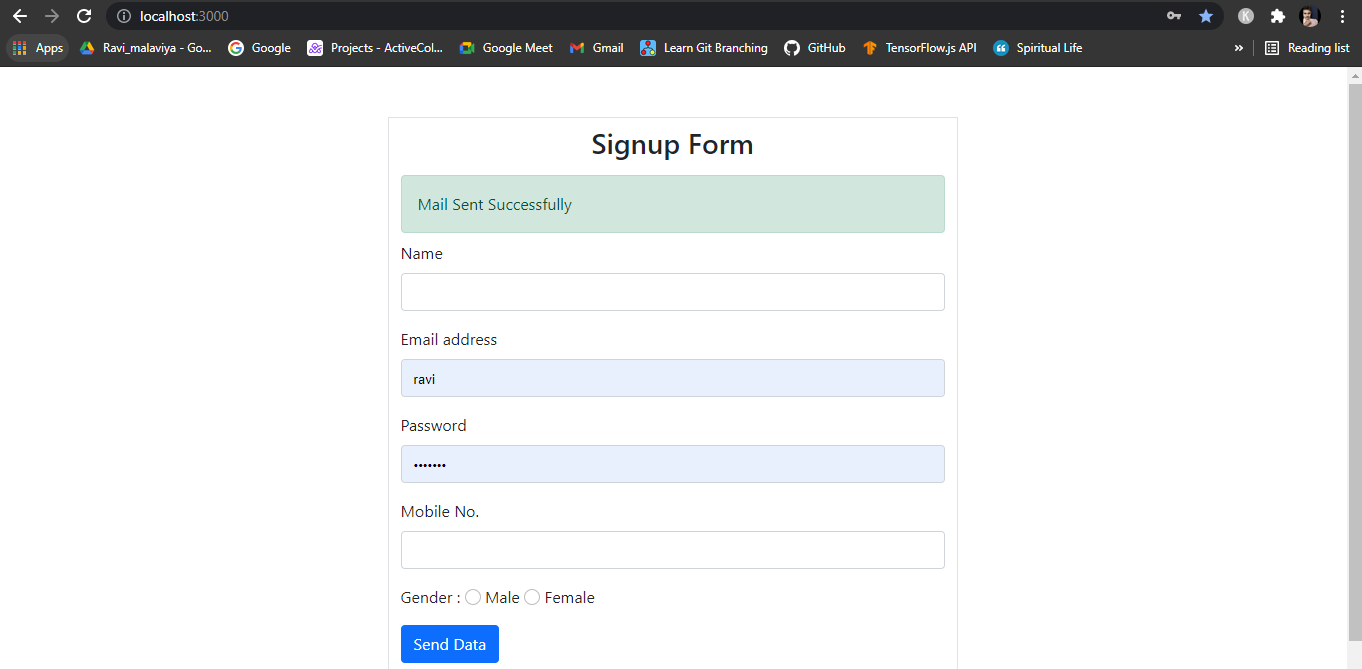 localhost:3000
K
Apps Ravi_malaviya - Go... Google Projects - ActiveCol... Google Meet Gmail Learn Git Branching GitHub TensorFlow.js API Spiritual Life » Reading list
Signup Form
Mail Sent Successfully
Name
Email address
ravi
Password
•••••••
Mobile No.
Gender : Male Female
Send Data